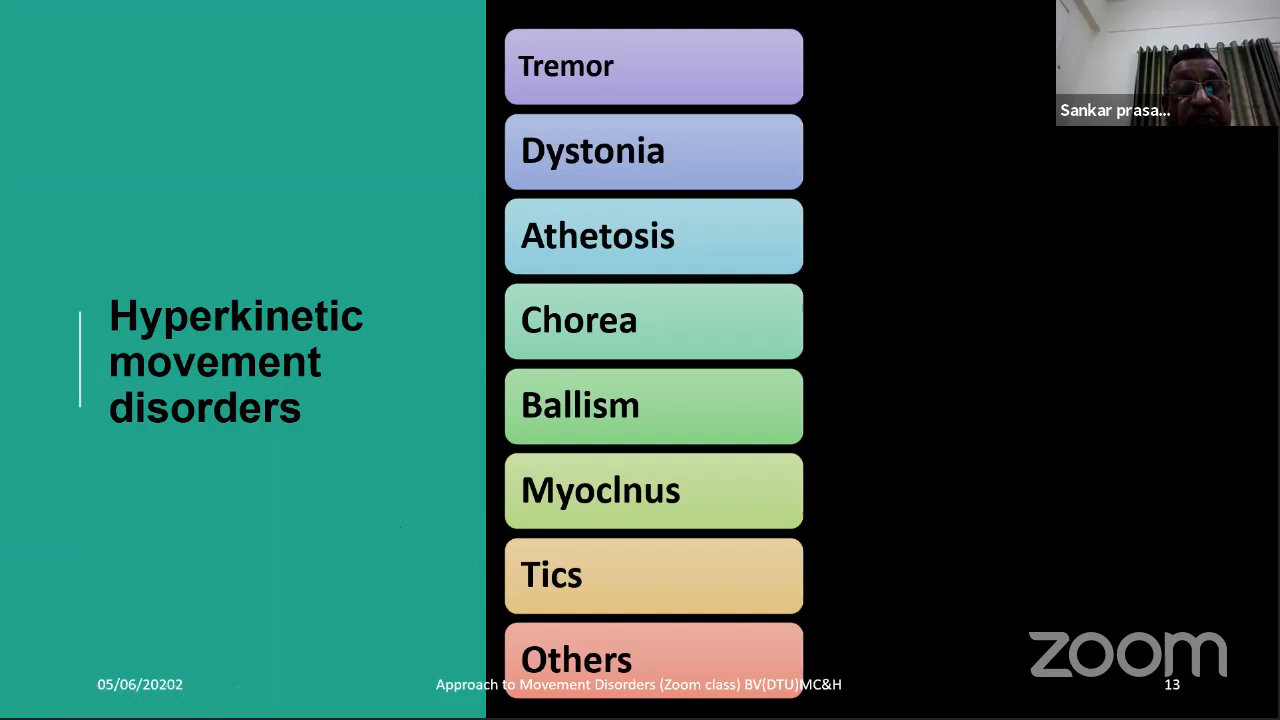 Hyperkinetic
movement
disorders
Tremor
Dystonia
Athetosis
Chorea
Ballism
Myoclnus
Tics
Others
Sankar prasa...
zoom
05/06/20202
Approach to Movement Disorders (Zoom class) BV(DTU)MC&H
13